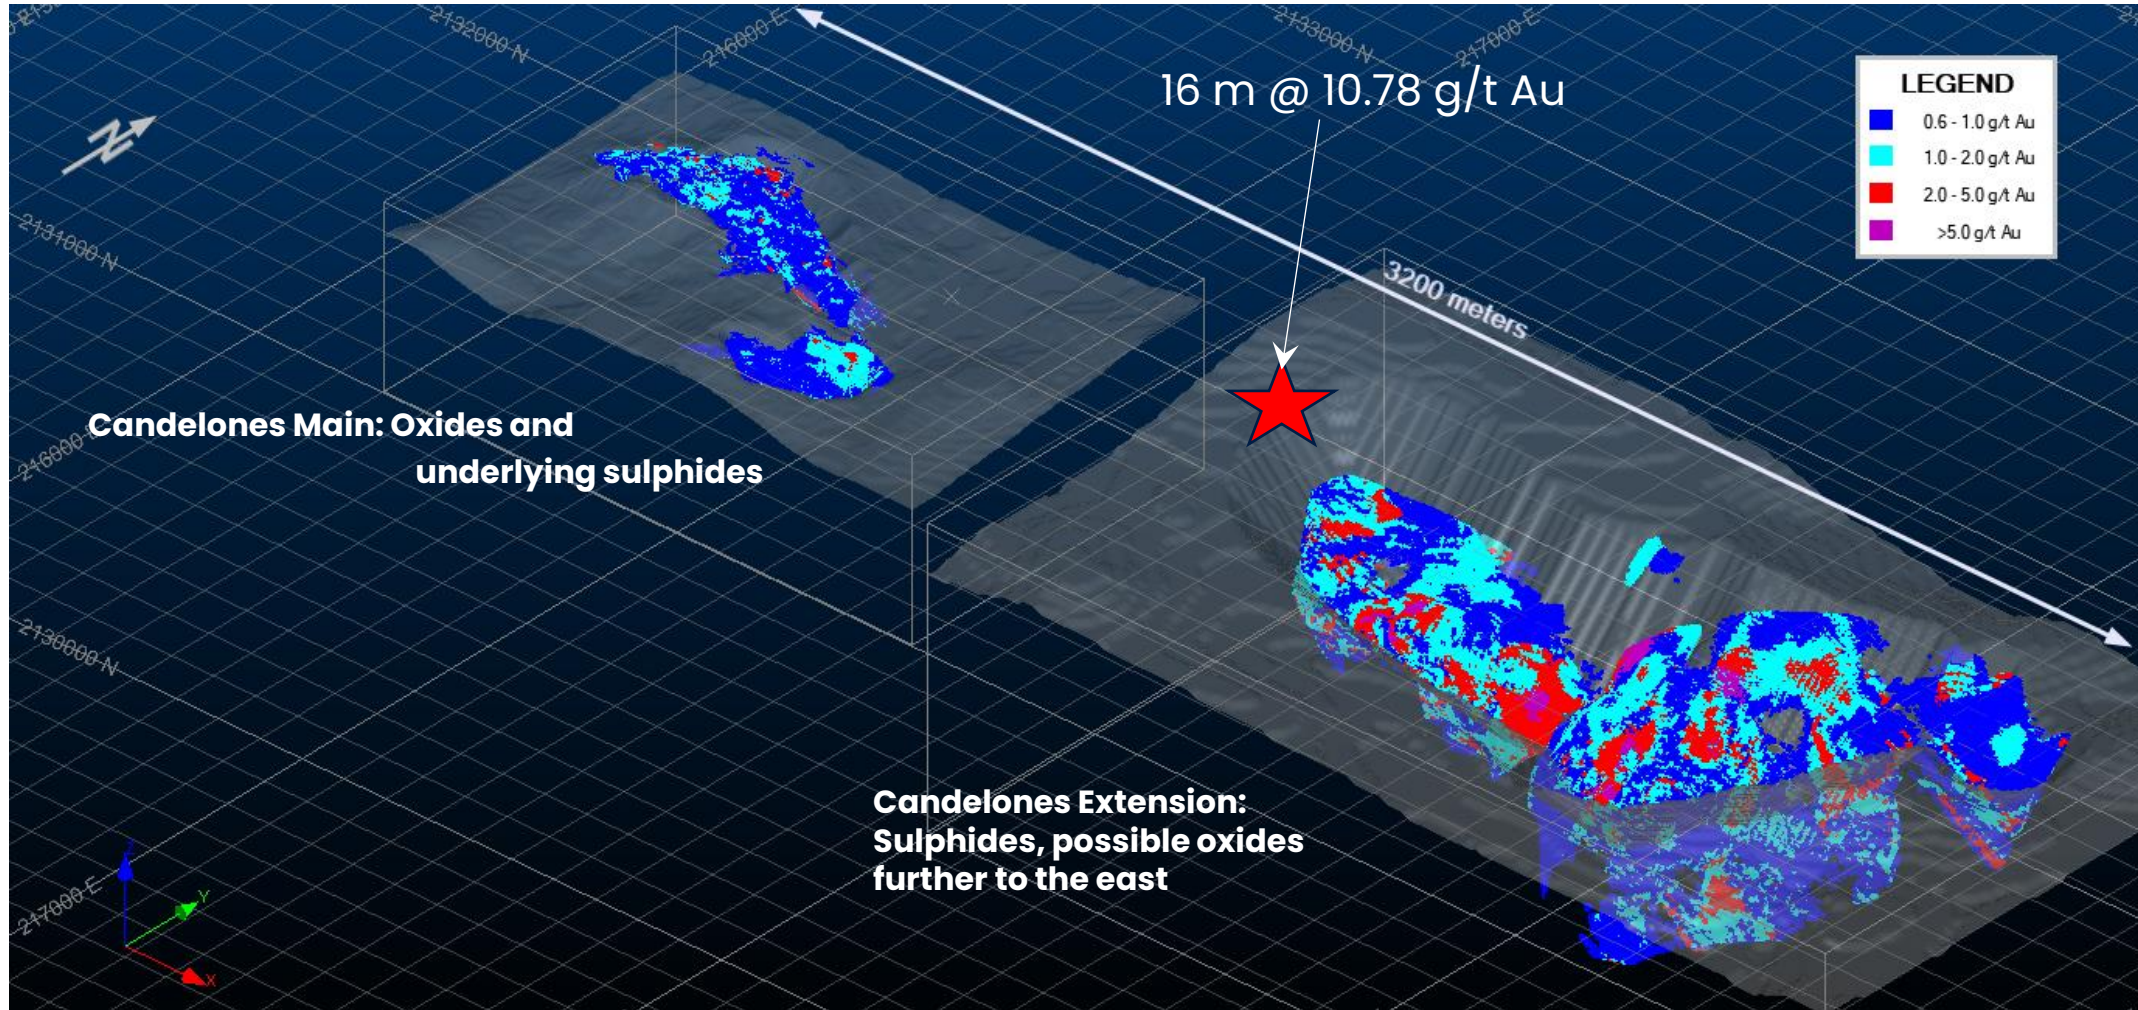 2132000 N
216000 E
2133000 N
217000 E
16 m @ 10.78 g/t Au
LEGEND
0.6 - 1.0 g/t Au
1.0 - 2.0 g/t Au
2.0 - 5.0 g/t Au
>5.0 g/t Au
N
2131000 N
3200 meters
Candelones Main: Oxides and
underlying sulphides
216000 E
2130000 N
Candelones Extension:
Sulphides, possible oxides
further to the east
217000 E
Z
Y
X